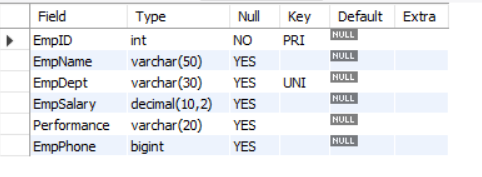 Field Type Null Key Default Extra
EmpID int NO PRI NULL
EmpName varchar(50) YES NULL
EmpDept varchar(30) YES UNI NULL
EmpSalary decimal(10,2) YES NULL
Performance varchar(20) YES NULL
EmpPhone bigint YES NULL